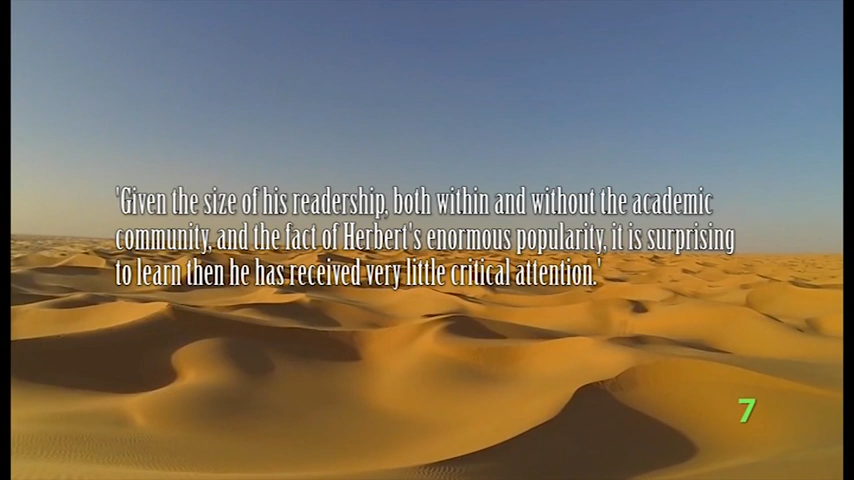 'Given the size of his readership, both within and without the academic
community, and the fact of Herbert's enormous popularity, it is surprising
to learn then he has received very little critical attention.'
7